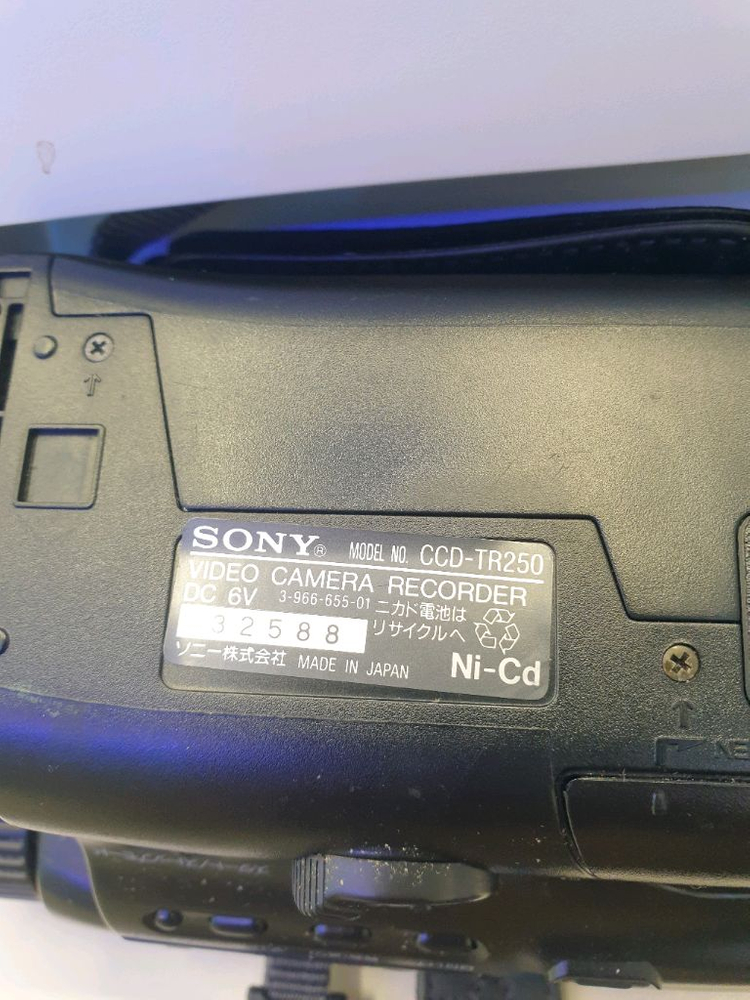 SONY® MODEL NO. CCD-TR250
VIDEO CAMERA RECORDER
DC 6V 3-966-655-01 ニカド電池は
32588 リサイクルへ
ソニー株式会社 MADE IN JAPAN Ni-Cd